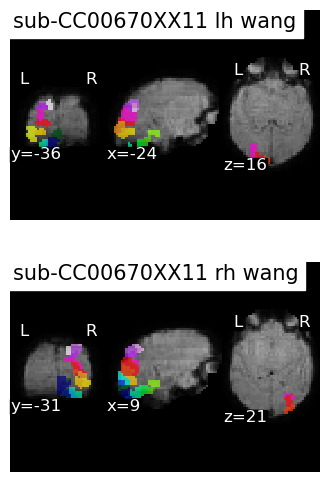 sub-CC00670XX11 lh wang
L R L R
y=-36 x=-24 z=16
sub-CC00670XX11 rh wang
L R L R
y=-31 x=9 z=21